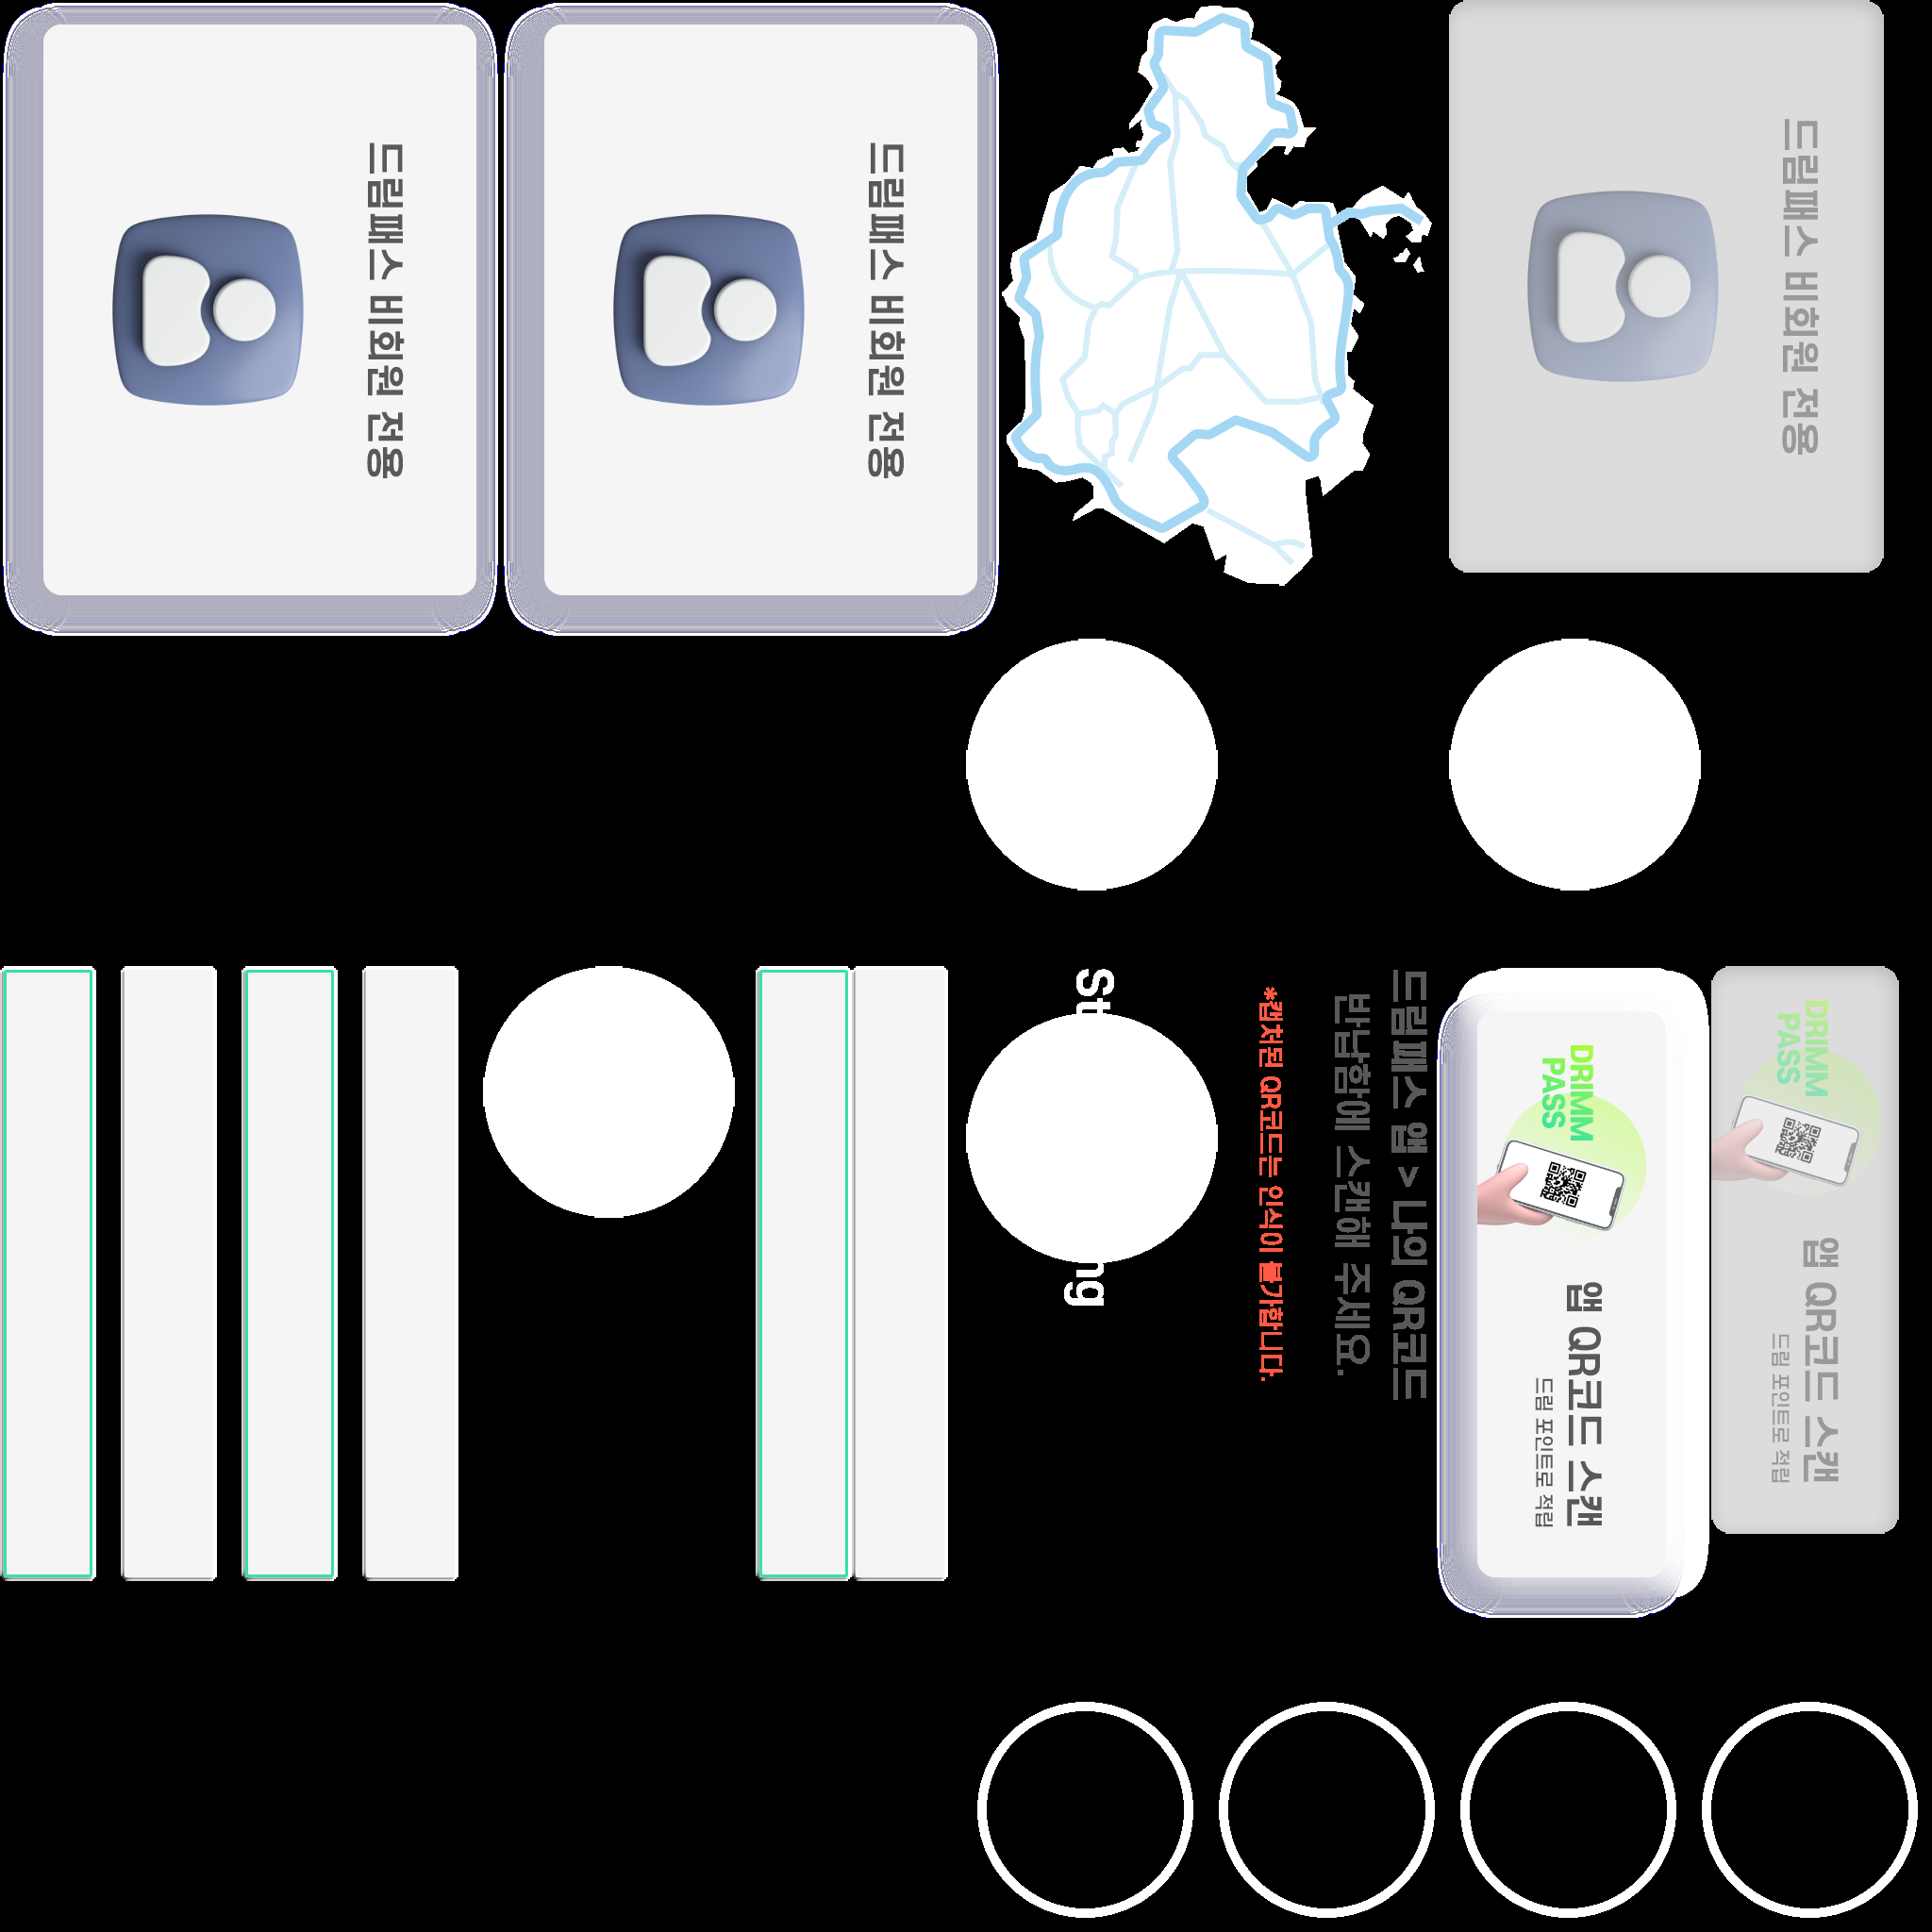 드림패스 비회원 전용
드림패스 비회원 전용
드림패스 비회원 전용
드림패스 앱 > 나의 QR코드
반납함에 스캔해 주세요.
*캡처된 QR코드는 인식이 불가합니다.
DRIMM
PASS
앱 QR코드 스캔
드림 포인트로 적립
DRIMM
PASS
앱 QR코드 스캔
드림 포인트로 적립